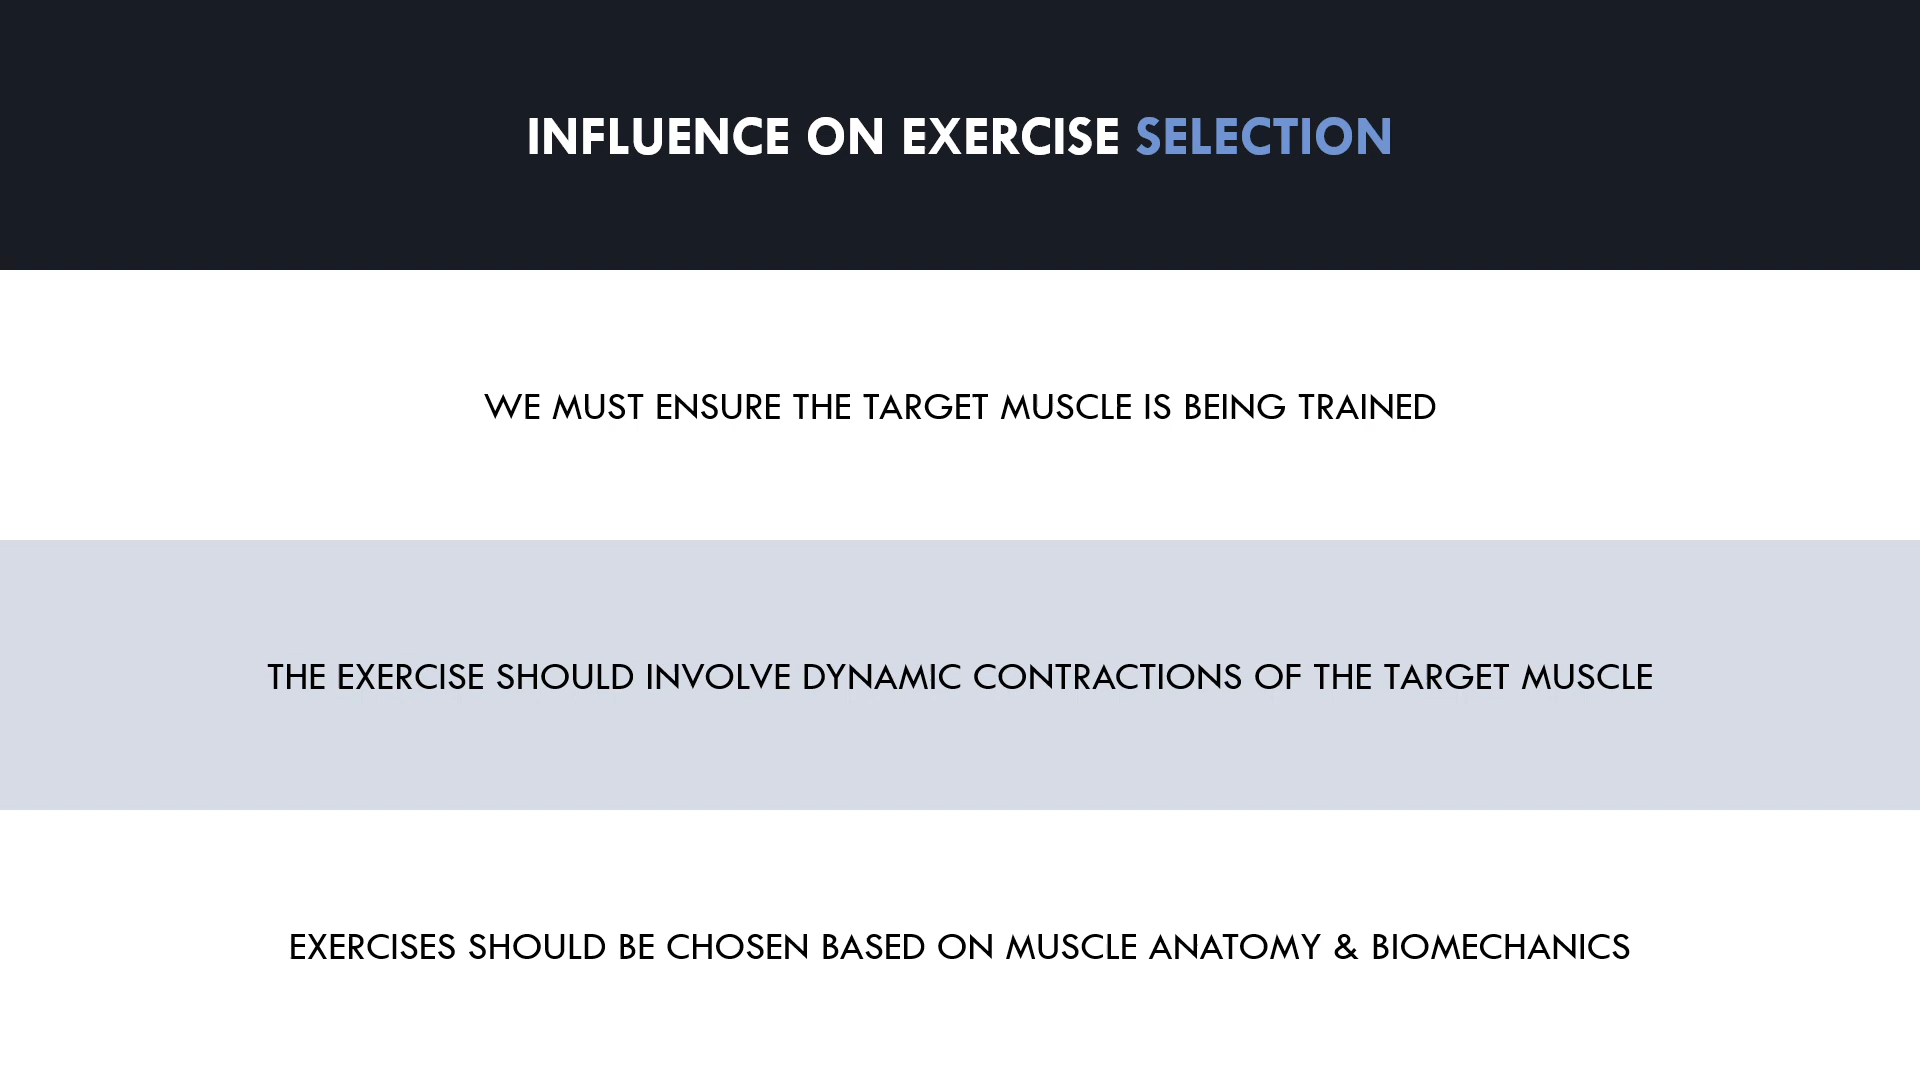 INFLUENCE ON EXERCISE SELECTION
WE MUST ENSURE THE TARGET MUSCLE IS BEING TRAINED
THE EXERCISE SHOULD INVOLVE DYNAMIC CONTRACTIONS OF THE TARGET MUSCLE
EXERCISES SHOULD BE CHOSEN BASED ON MUSCLE ANATOMY & BIOMECHANICS